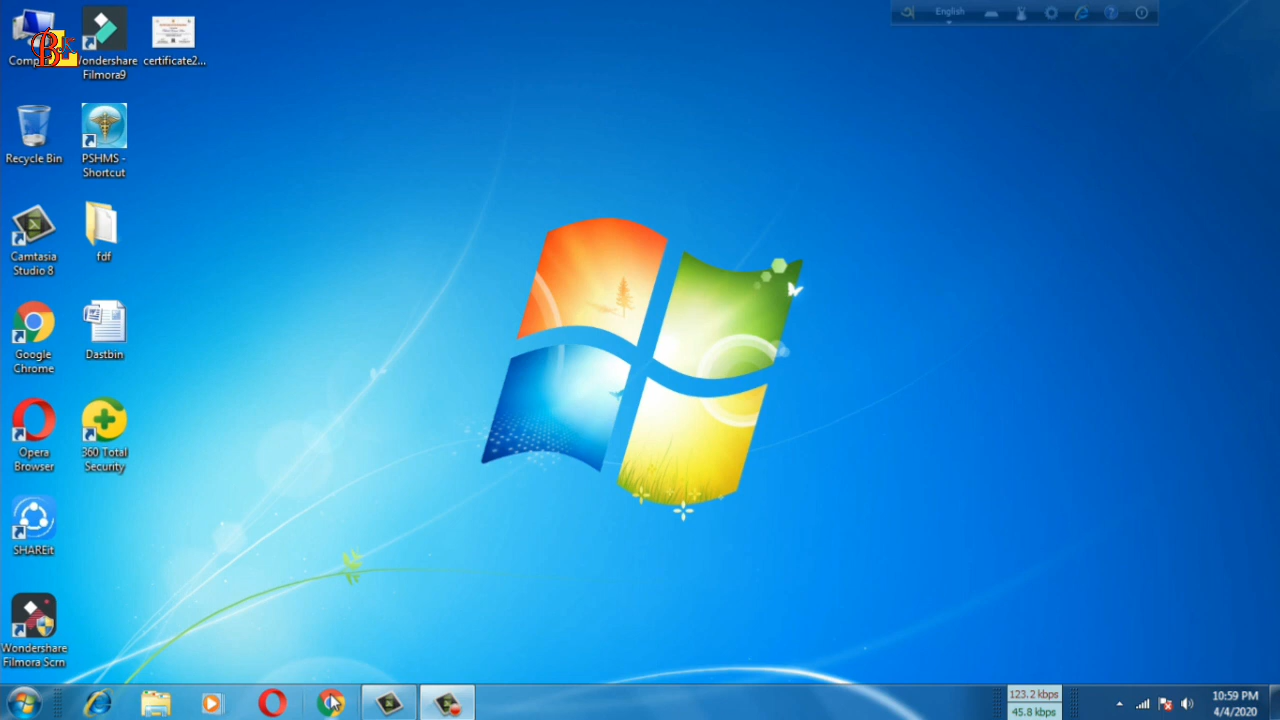 English
Comp
Wondershare
Filmora9
certificate2...
Recycle Bin
PSHMS -
Shortcut
Camtasia
Studio 8
fdf
Google
Chrome
Dastbin
Opera
Browser
360 Total
Security
SHAREit
Wondershare
Filmora Scrn
123.2 kbps
45.8 kbps
10:59 PM
4/4/2020